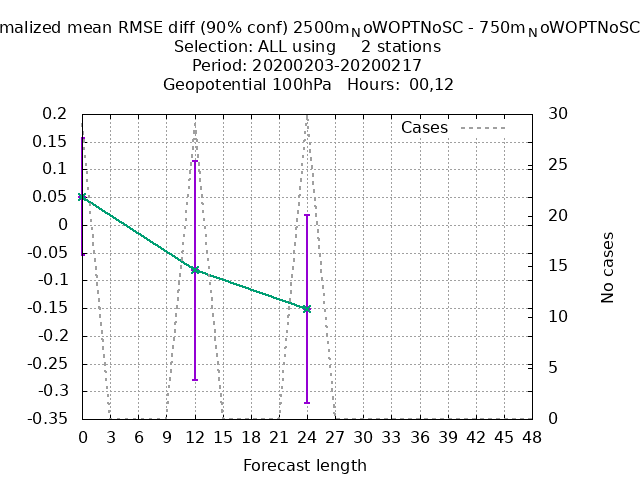 malized mean RMSE diff (90% conf) 2500mNoWOPTNoSC - 750mNoWOPTNoSC
Selection: ALL using 2 stations
Period: 20200203-20200217
Geopotential 100hPa Hours: 00,12
Cases
0.2
0.15
0.1
0.05
0
-0.05
-0.1
-0.15
-0.2
-0.25
-0.3
-0.35
30
25
20
15
10
5
0
No cases
0 3 6 9 12 15 18 21 24 27 30 33 36 39 42 45 48
Forecast length